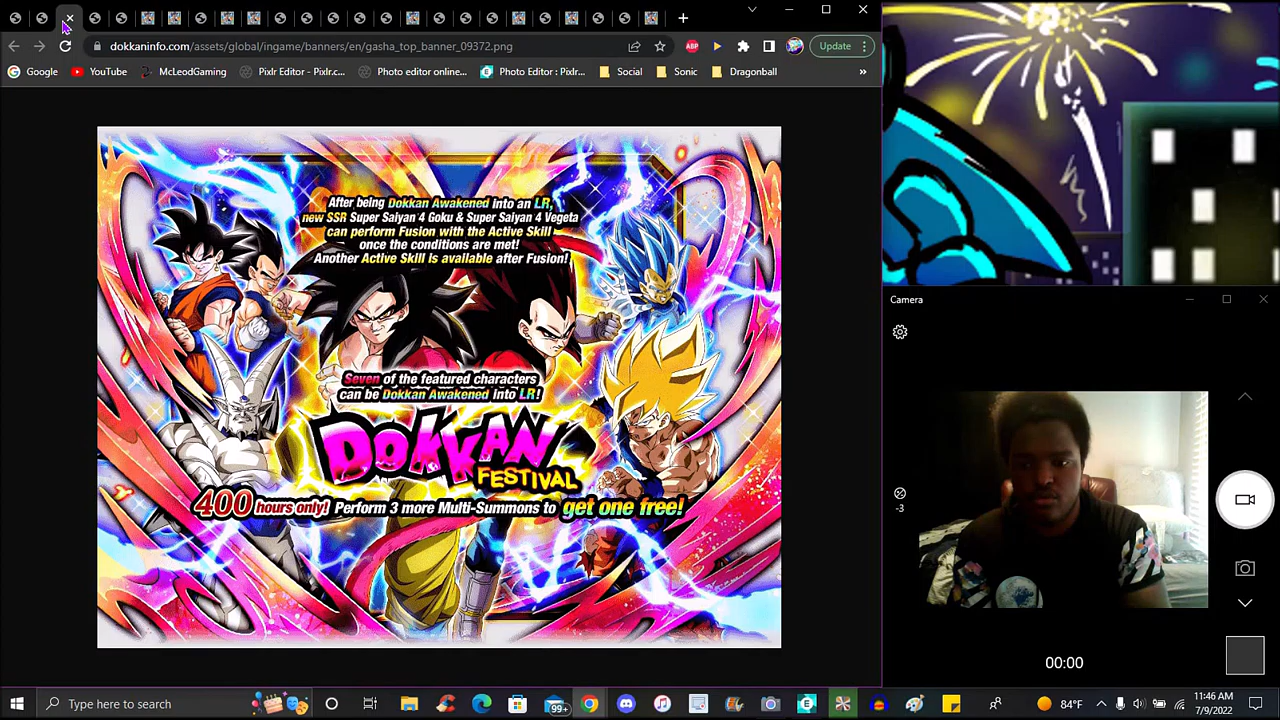 dokkaninfo.com/assets/global/ingame/banners/en/gasha_top_banner_09372.png
ABP
Update
Google
YouTube
McLeodGaming
Pixlr Editor - Pixlr.c...
Photo editor online...
Photo Editor : Pixlr...
Social
Sonic
Dragonball
»
After being Dokkan Awakened into an LR,
new SSR Super Saiyan 4 Goku & Super Saiyan 4 Vegeta
can perform Fusion with the Active Skill
once the conditions are met!
Another Active Skill is available after Fusion!
Seven of the featured characters
can be Dokkan Awakened into LR!
DOKKAN
FESTIVAL
400 hours only! Perform 3 more Multi-Summons to get one free!
Camera
-3
00:00
Type here to search
99+
84°F
11:46 AM
7/9/2022